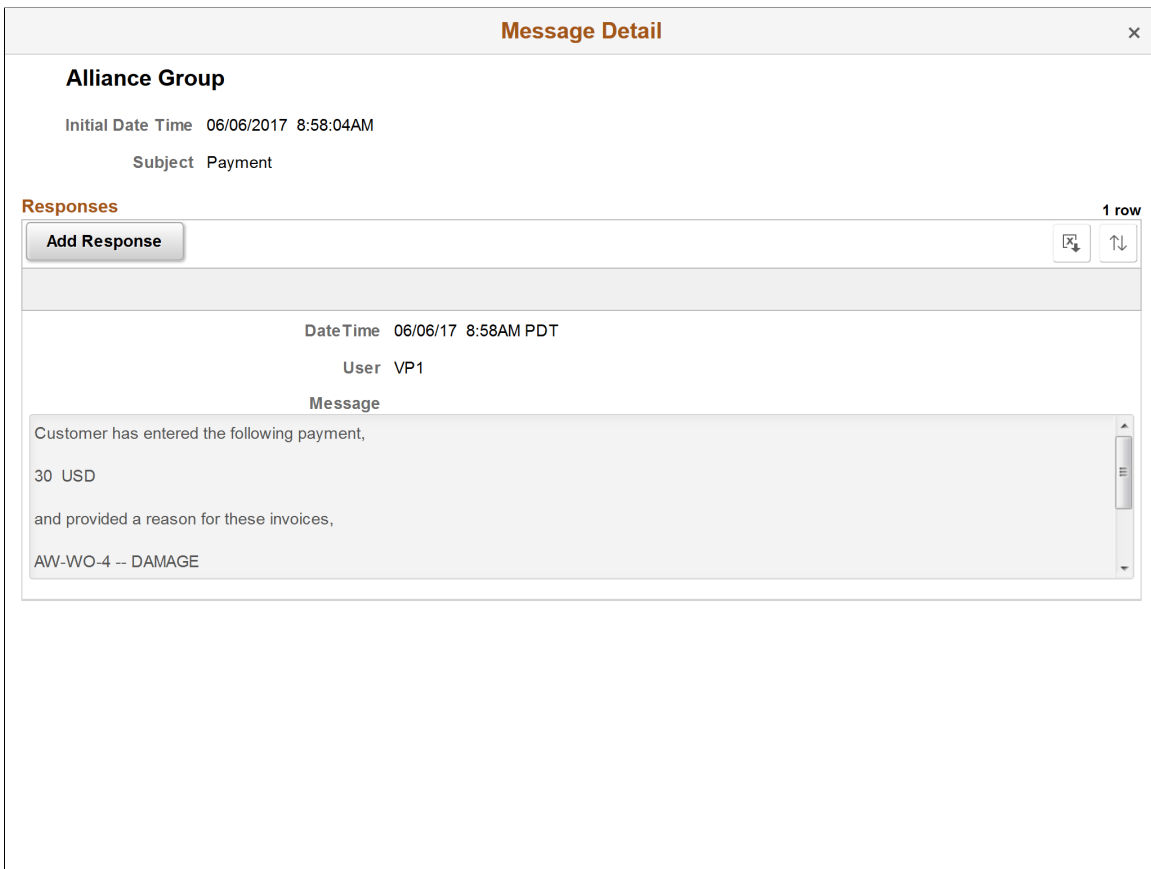 Message Detail
×
Alliance Group
Initial Date Time 06/06/2017 8:58:04AM
Subject Payment
Responses
1 row
Add Response
DateTime 06/06/17 8:58AM PDT
User VP1
Message
Customer has entered the following payment,
30 USD
and provided a reason for these invoices,
AW-WO-4 -- DAMAGE